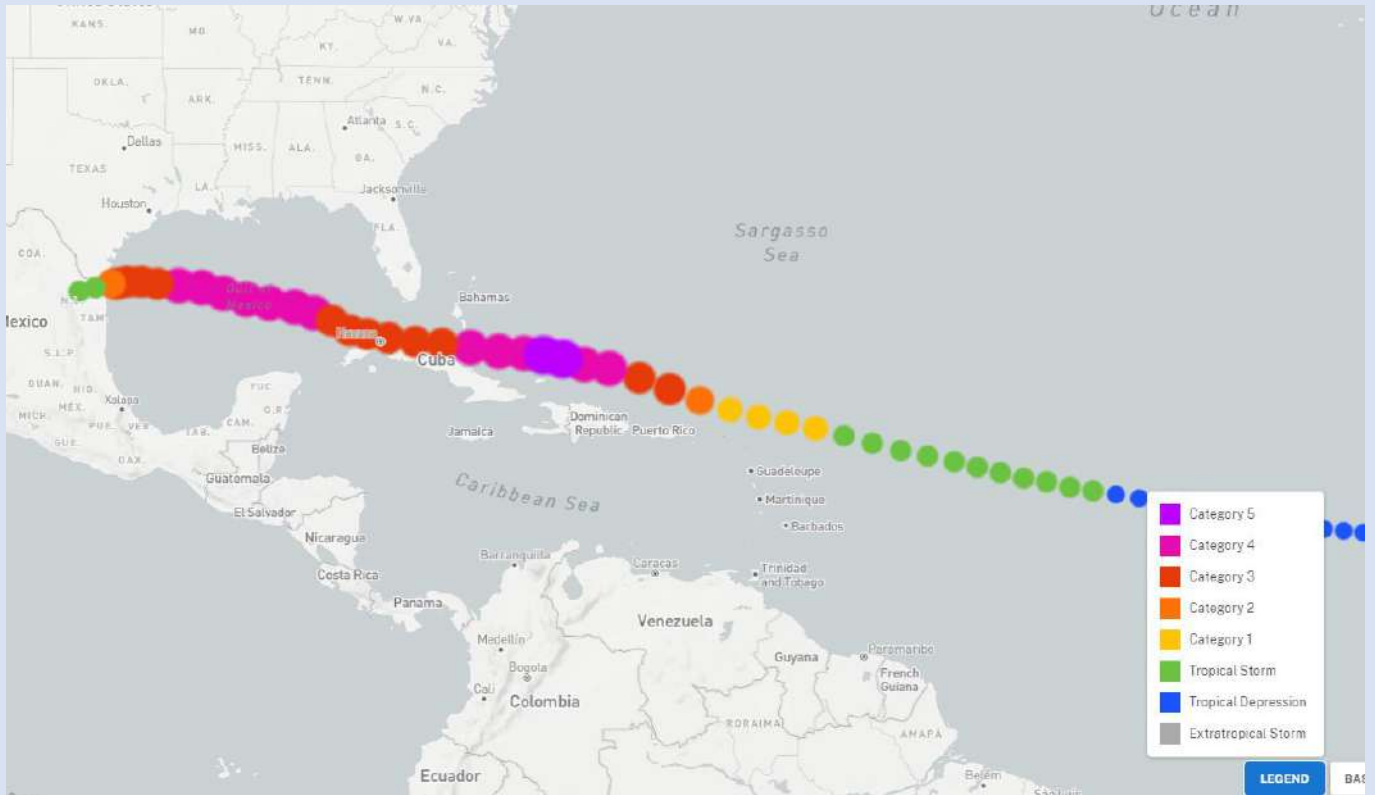 Ocean
KANS.
MO.
W.VA
KY.
VA.
OKLA.
TENN.
N.C.
ARK.
Atlanta
S.C.
Dallas
MISS.
ALA.
GA.
TEXAS
LA.
Jacksonville
Houston
FLA.
COA.
Sargasso
Sea
Mexico
Bahamas
Mexico
TAM.
Havana
Cuba
S.L.P.
GUAN.
HID.
YUC.
MICH.
MEX.
Xalapa
Q.R.
PUE.
VER.
CAM.
GUE.
TAB.
OAX.
Belize
Jamaica
Dominican
Republic
Puerto Rico
Guatemala
El Salvador
Caribbean Sea
Guadeloupe
Martinique
Nicaragua
Barbados
Costa Rica
Barranquilla
Caracas
Trinidad
and Tobago
Panama
Venezuela
Medellín
Bogota
Guyana
Paramaribo
French
Guiana
Cali
Colombia
RORAIMA
AMAPÁ
Ecuador
Belém
Category 5
Category 4
Category 3
Category 2
Category 1
Tropical Storm
Tropical Depression
Extratropical Storm
LEGEND
BAS